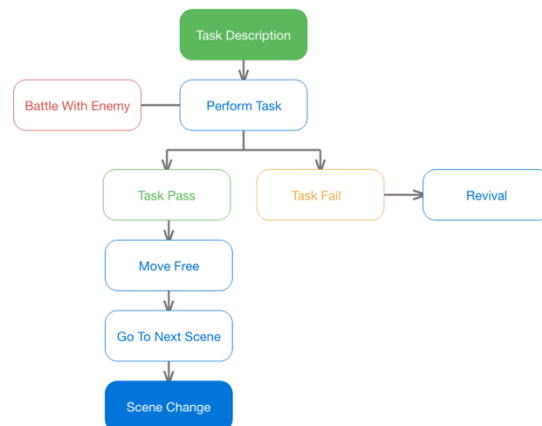 Task Description
Battle With Enemy
Perform Task
Task Pass
Task Fail
Revival
Move Free
Go To Next Scene
Scene Change